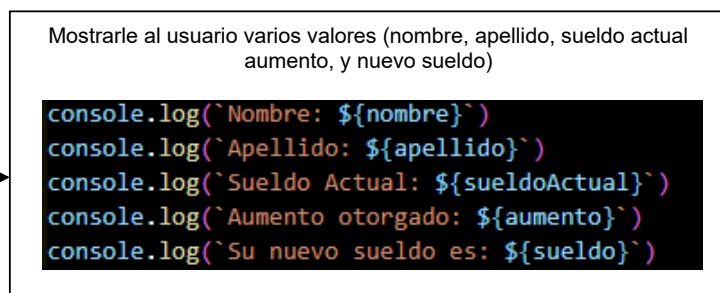 Mostrarle al usuario varios valores (nombre, apellido, sueldo actual
aumento, y nuevo sueldo)
console.log(`Nombre: ${nombre}`)
console.log(`Apellido: ${apellido}`)
console.log(`Sueldo Actual: ${sueldoActual}`)
console.log(`Aumento otorgado: ${aumento}`)
console.log(`Su nuevo sueldo es: ${sueldo}`)